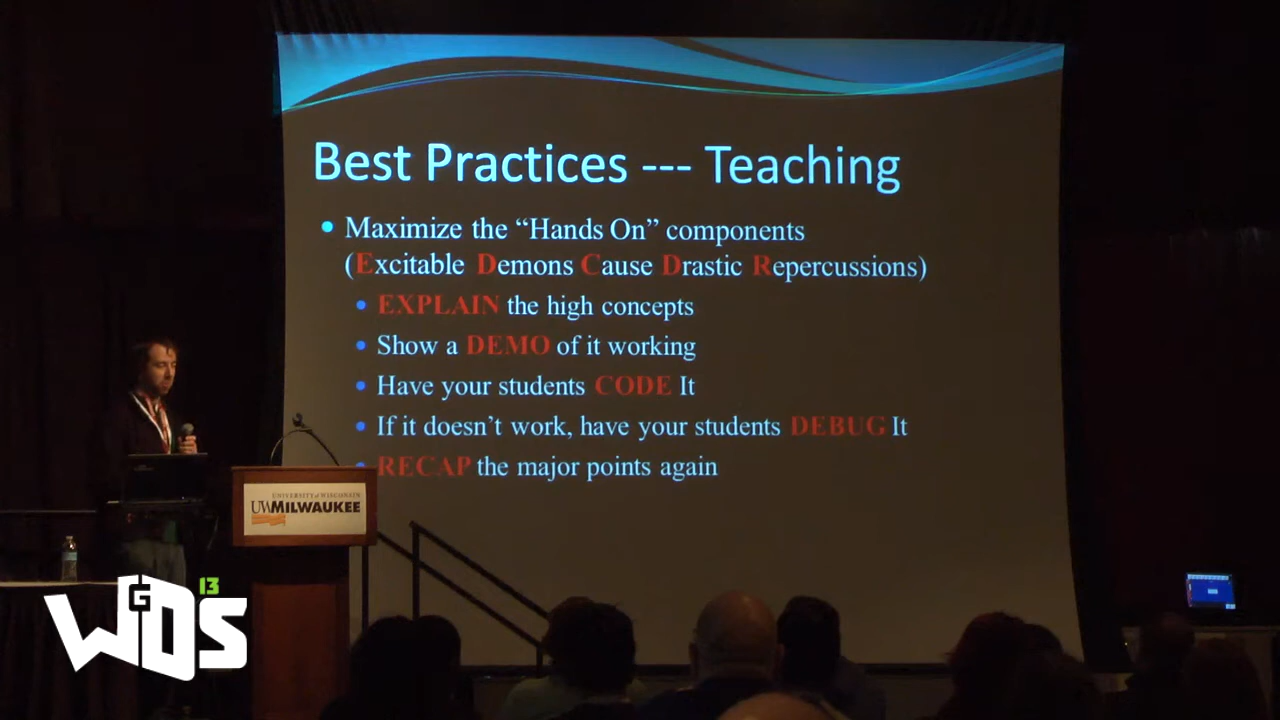 Best Practices --- Teaching
• Maximize the “Hands On” components
(Excitable Demons Cause Drastic Repercussions)
• EXPLAIN the high concepts
• Show a DEMO of it working
• Have your students CODE It
• If it doesn’t work, have your students DEBUG It
• RECAP the major points again
UNIVERSITY of WISCONSIN
UWMILWAUKEE
13
WGDS